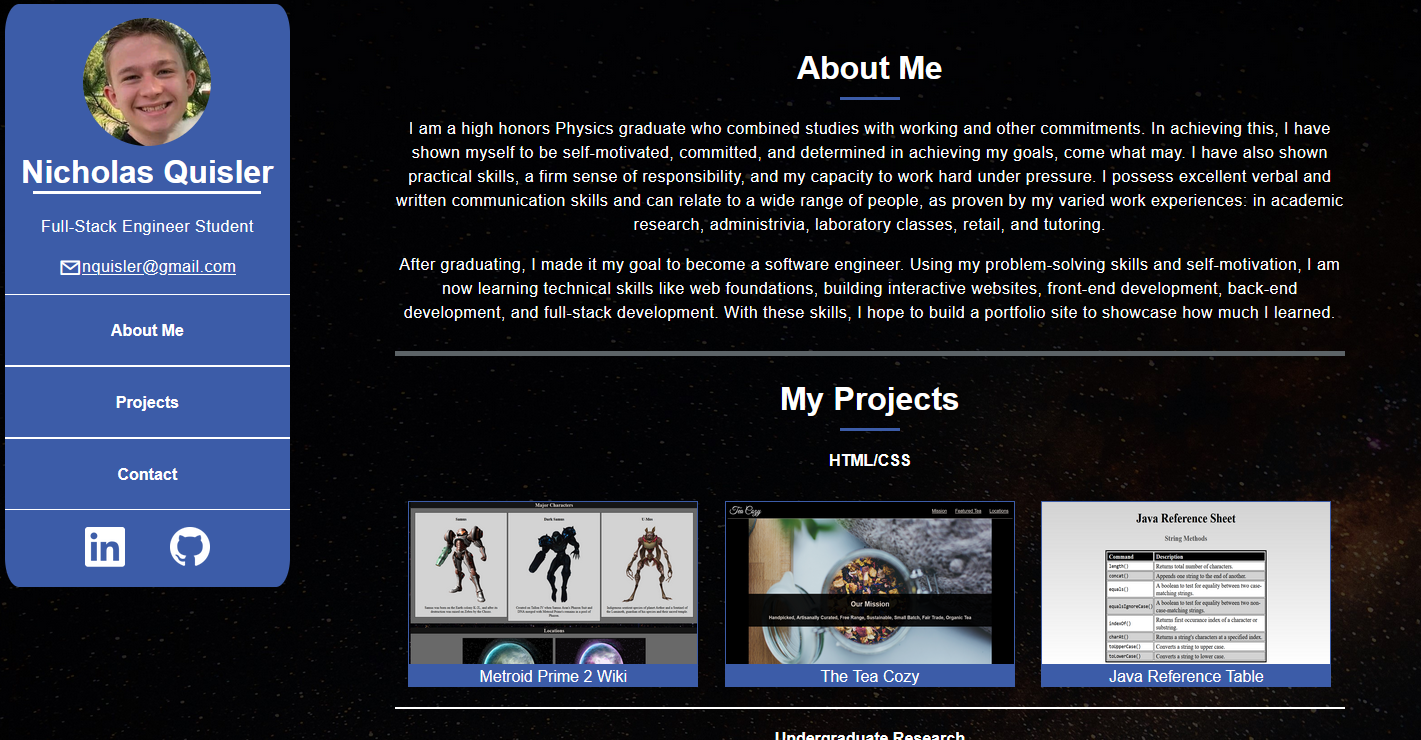 Nicholas Quisler
Full-Stack Engineer Student
nquisler@gmail.com
About Me
Projects
Contact
in
About Me
I am a high honors Physics graduate who combined studies with working and other commitments. In achieving this, I have
shown myself to be self-motivated, committed, and determined in achieving my goals, come what may. I have also shown
practical skills, a firm sense of responsibility, and my capacity to work hard under pressure. I possess excellent verbal and
written communication skills and can relate to a wide range of people, as proven by my varied work experiences: in academic
research, administrivia, laboratory classes, retail, and tutoring.
After graduating, I made it my goal to become a software engineer. Using my problem-solving skills and self-motivation, I am
now learning technical skills like web foundations, building interactive websites, front-end development, back-end
development, and full-stack development. With these skills, I hope to build a portfolio site to showcase how much I learned.
My Projects
HTML/CSS
Major Characters
Samus
Dark Samus
U-Mos
Locations
Metroid Prime 2 Wiki
Tea Cozy
Mission Featured Tea Locations
Our Mission
Handpicked, Artisanally Curated, Free Range, Sustainable, Small Batch, Fair Trade, Organic Tea
The Tea Cozy
Java Reference Sheet
String Methods
Command Description
length() Returns total number of characters.
concat() Appends one string to the end of another.
equals() A boolean to test for equality between two case-
matching strings.
equalsIgnoreCase() A boolean to test for equality between two non-
case-matching strings.
indexOf() Returns first occurance index of a character or
substring.
charAt() Returns a string's characters at a specified index.
toUpperCase() Converts a string to upper case.
toLowerCase() Converts a string to lower case.
Java Reference Table
Undergraduate Research